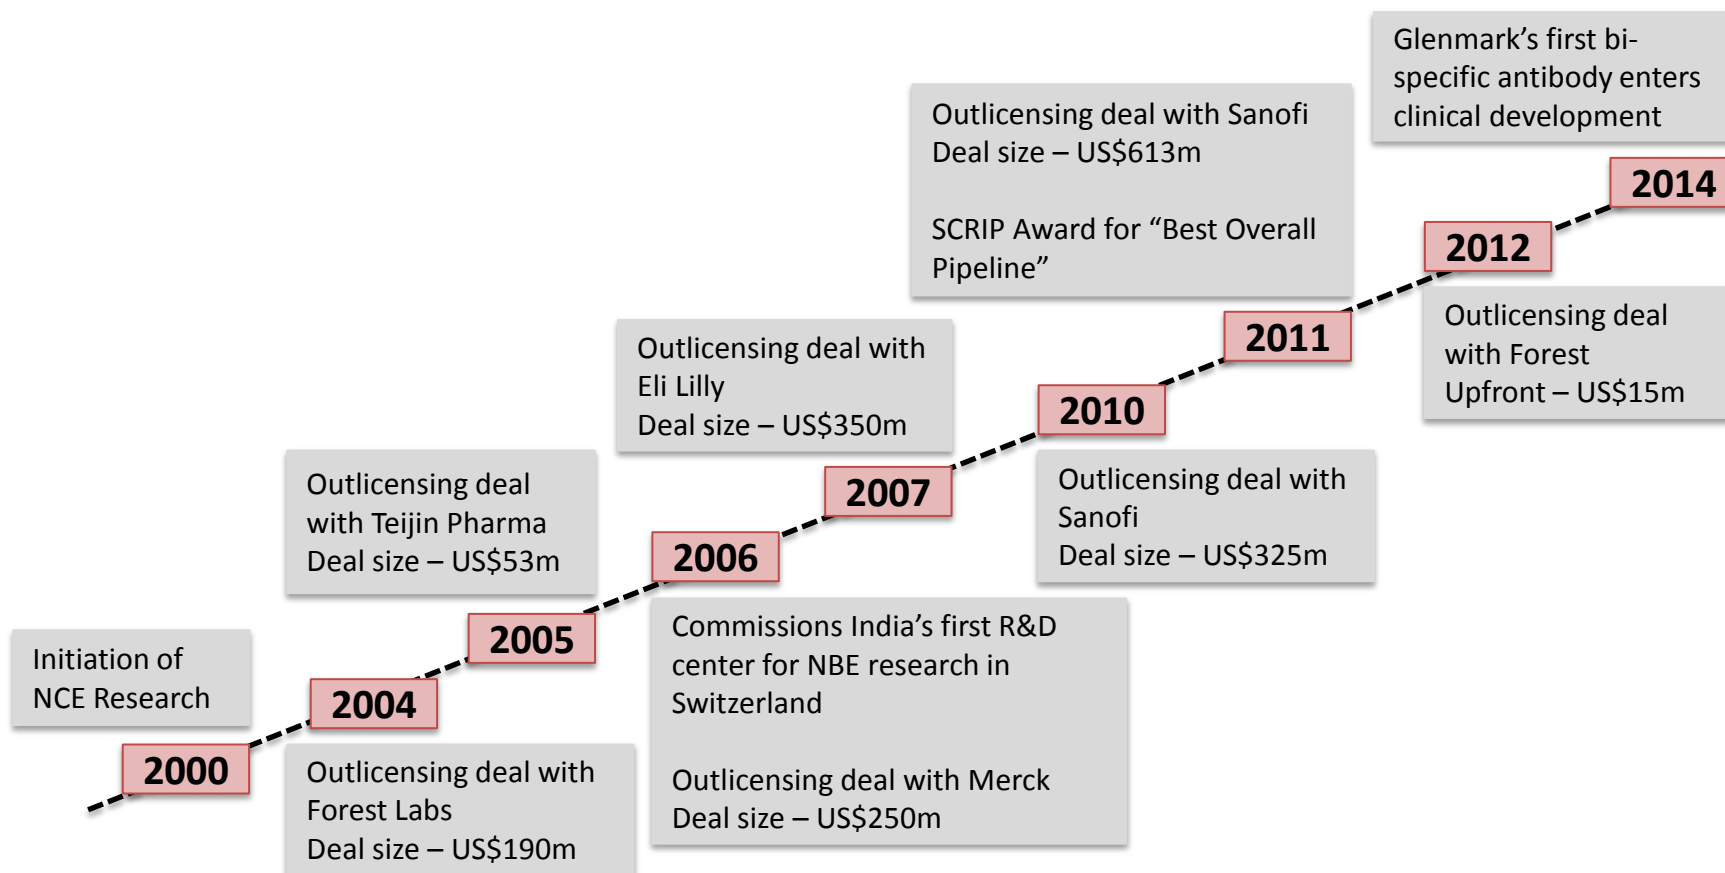 Initiation of
NCE Research
2000
2004
Outlicensing deal with
Forest Labs
Deal size – US$190m
Outlicensing deal
with Teijin Pharma
Deal size – US$53m
2005
2006
Commissions India’s first R&D
center for NBE research in
Switzerland
Outlicensing deal with Merck
Deal size – US$250m
Outlicensing deal with
Eli Lilly
Deal size – US$350m
2007
2010
Outlicensing deal with
Sanofi
Deal size – US$325m
Outlicensing deal with Sanofi
Deal size – US$613m
SCRIP Award for “Best Overall
Pipeline”
2011
2012
Outlicensing deal
with Forest
Upfront – US$15m
Glenmark’s first bi-
specific antibody enters
clinical development
2014